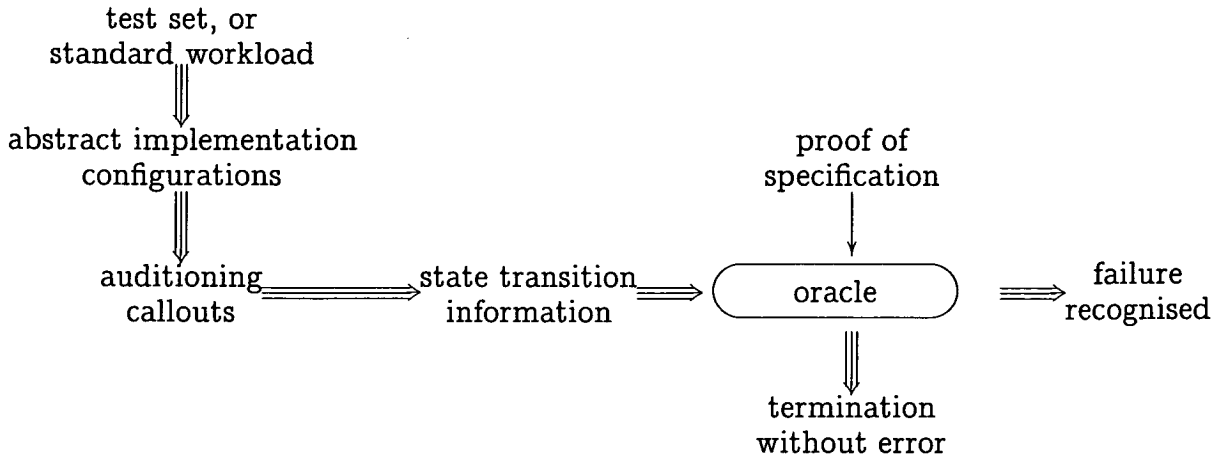 test set, or
standard workload
abstract implementation
configurations
proof of
specification
auditioning
callouts
state transition
information
oracle
failure
recognised
termination
without error